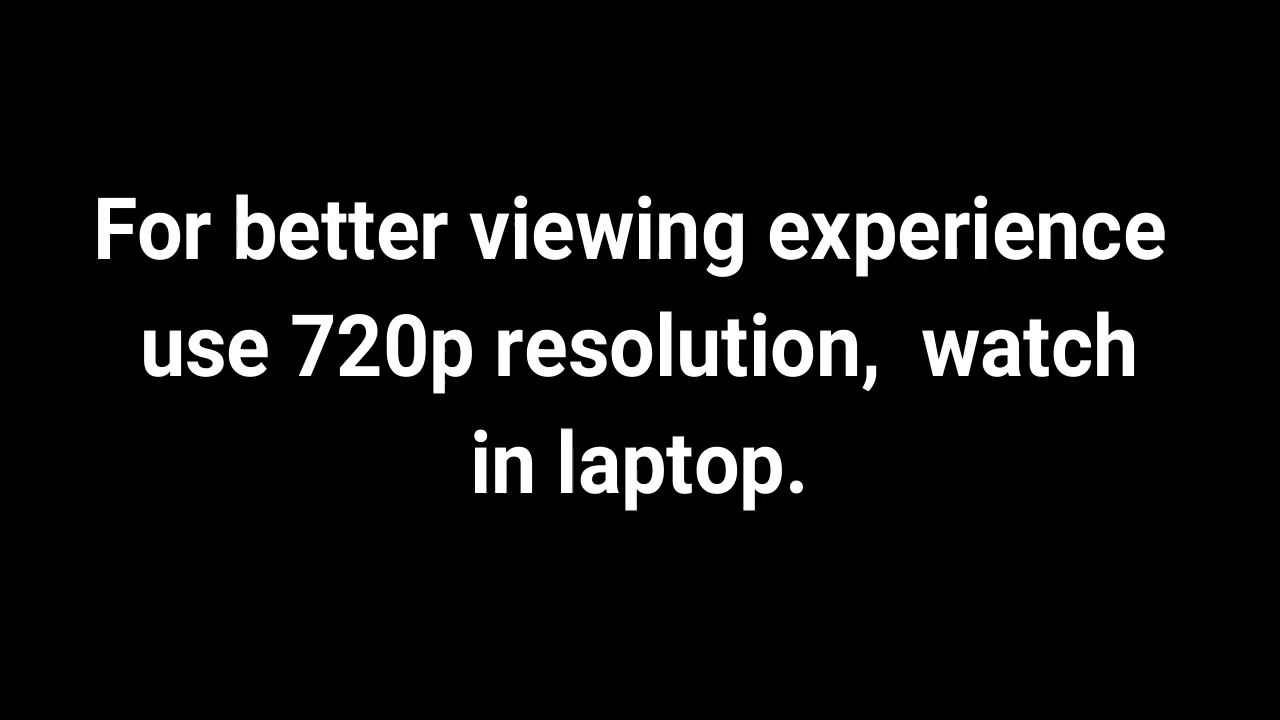 For better viewing experience
use 720p resolution,  watch
in laptop.